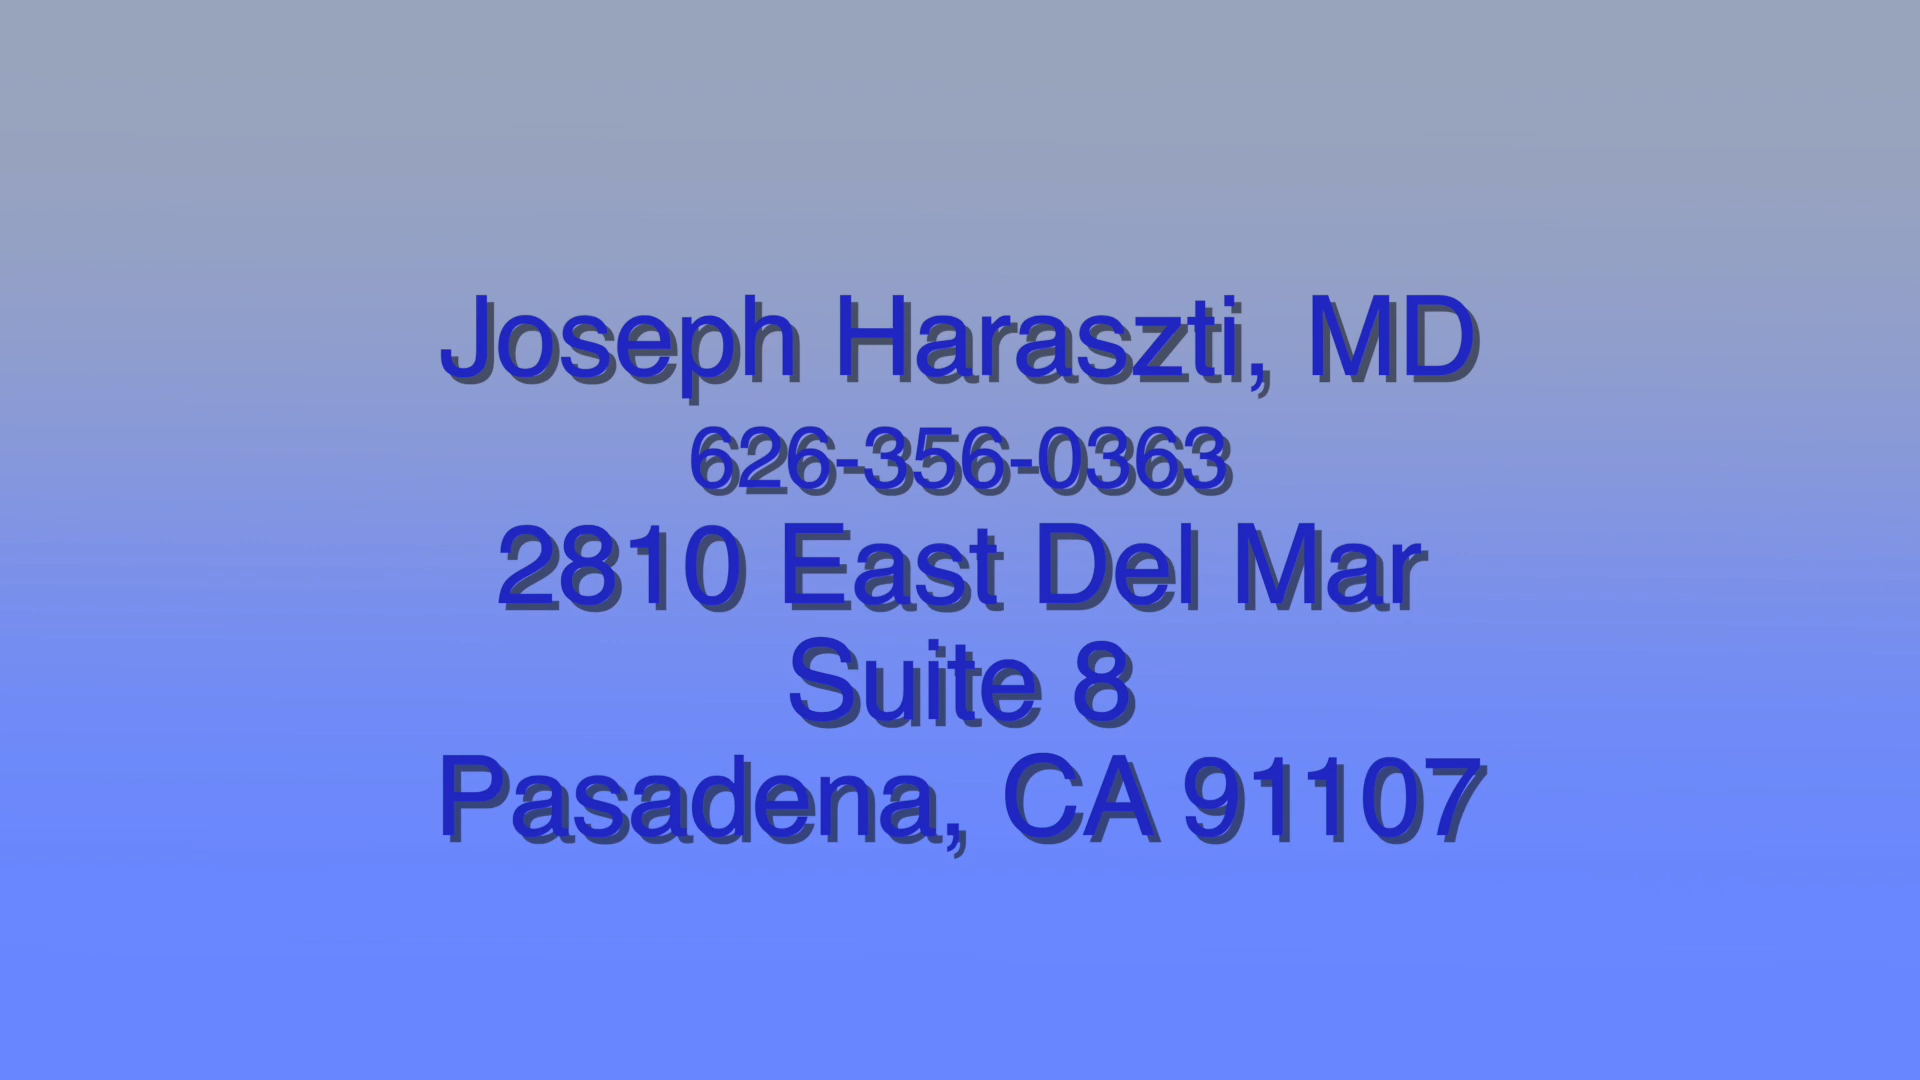 Joseph Haraszti, MD
626-356-0363
2810 East Del Mar
Suite 8
Pasadena, CA 91107